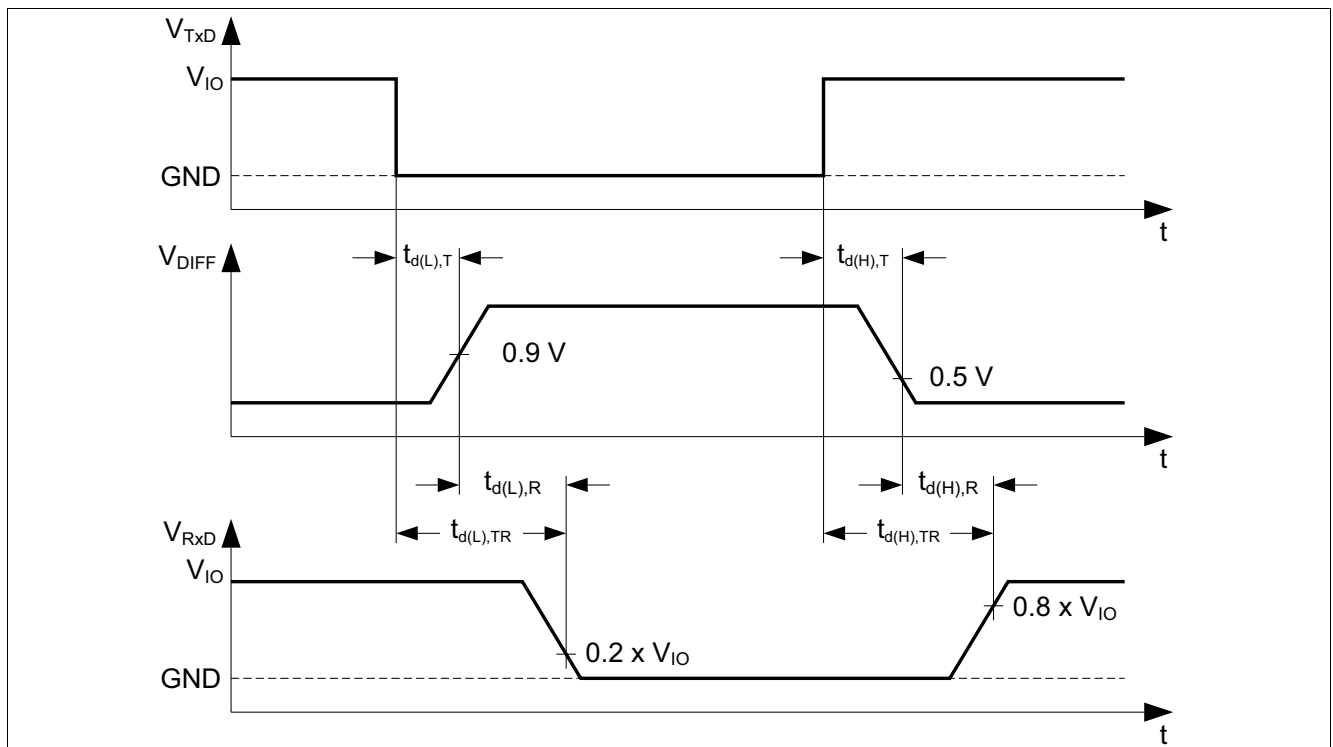 V_TxD
V_IO
GND
t
V_DIFF
t_d(L),T
t_d(H),T
0.9 V
0.5 V
t
t_d(L),R
t_d(H),R
V_RxD
t_d(L),TR
t_d(H),TR
V_IO
0.8 x V_IO
0.2 x V_IO
GND
t